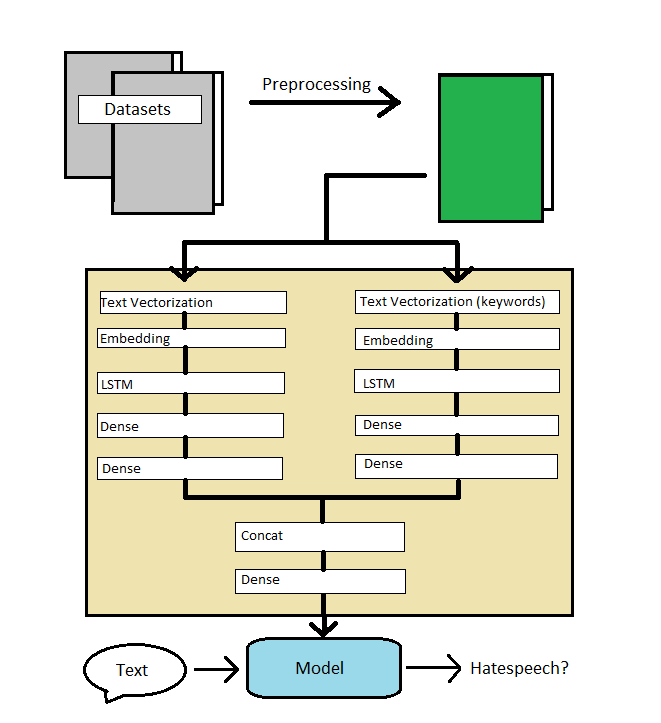 Preprocessing
Datasets
Text Vectorization
Text Vectorization (keywords)
Embedding
Embedding
LSTM
LSTM
Dense
Dense
Dense
Dense
Concat
Dense
Text
Model
Hatespeech?